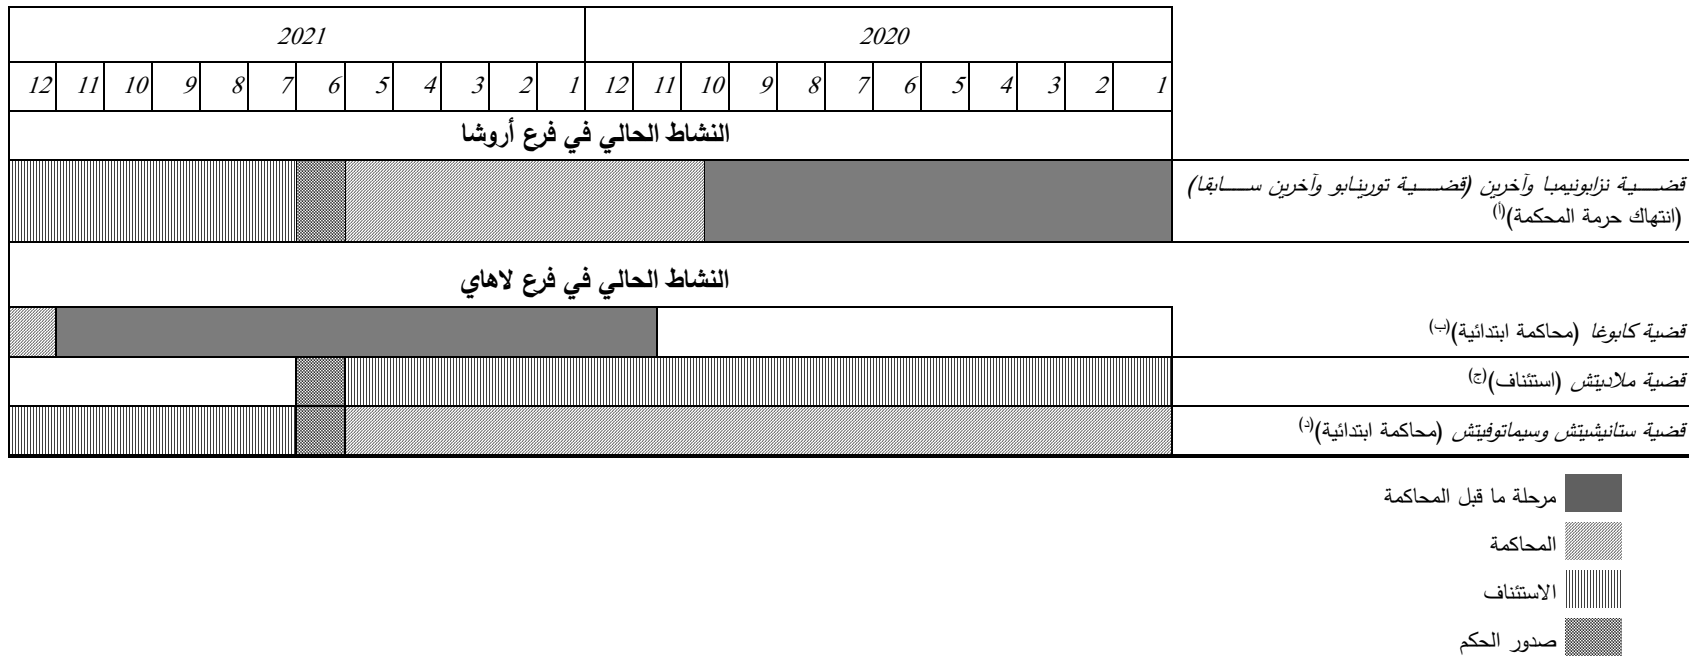 2020 2021
1 2 3 4 5 6 7 8 9 10 11 12 1 2 3 4 5 6 7 8 9 10 11 12
النشاط الحالي في فرع أروشا
قضـــية نزابونيمبـا وآخرين (قضـــية تورينـابو وآخرين ســـابقـا)
(انتهاك حرمة المحكمة)(أ)
النشاط الحالي في فرع لاهاي
قضية كابوغا (محاكمة ابتدائية)(ب)
قضية ملاديتش (استئناف)(ج)
قضية ستانيشيتش وسيماتوفيتش (محاكمة ابتدائية)(د)
مرحلة ما قبل المحاكمة
المحاكمة
الاستئناف
صدور الحكم